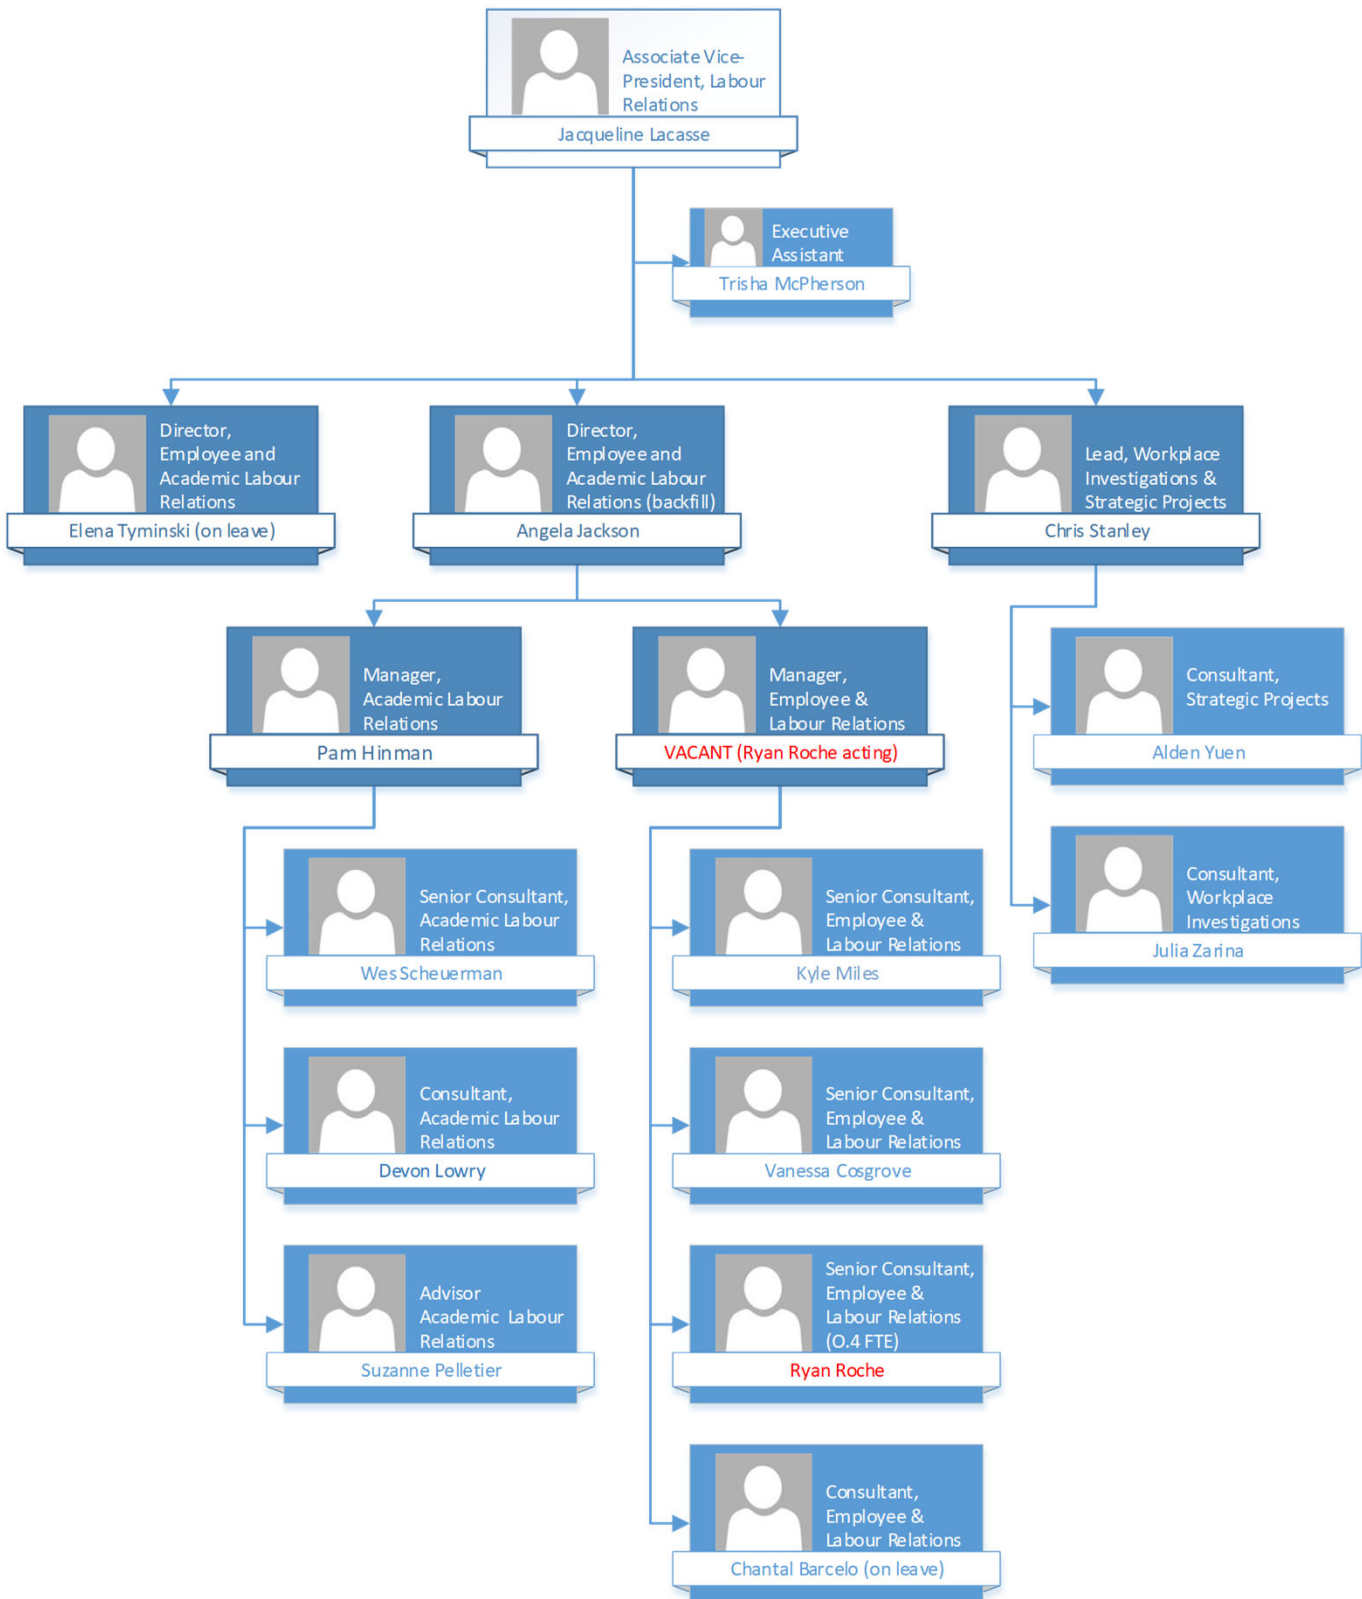 Associate Vice-
President, Labour
Relations
Jacqueline Lacasse
Executive
Assistant
Trisha McPherson
Director,
Employee and
Academic Labour
Relations
Elena Tyminski (on leave)
Director,
Employee and
Academic Labour
Relations (backfill)
Angela Jackson
Lead, Workplace
Investigations &
Strategic Projects
Chris Stanley
Manager,
Academic Labour
Relations
Pam Hinman
Manager,
Employee &
Labour Relations
VACANT (Ryan Roche acting)
Consultant,
Strategic Projects
Alden Yuen
Senior Consultant,
Academic Labour
Relations
Wes Scheuerman
Senior Consultant,
Employee &
Labour Relations
Kyle Miles
Consultant,
Workplace
Investigations
Julia Zarina
Consultant,
Academic Labour
Relations
Devon Lowry
Senior Consultant,
Employee &
Labour Relations
Vanessa Cosgrove
Advisor
Academic Labour
Relations
Suzanne Pelletier
Senior Consultant,
Employee &
Labour Relations
(O.4 FTE)
Ryan Roche
Consultant,
Employee &
Labour Relations
Chantal Barcelo (on leave)